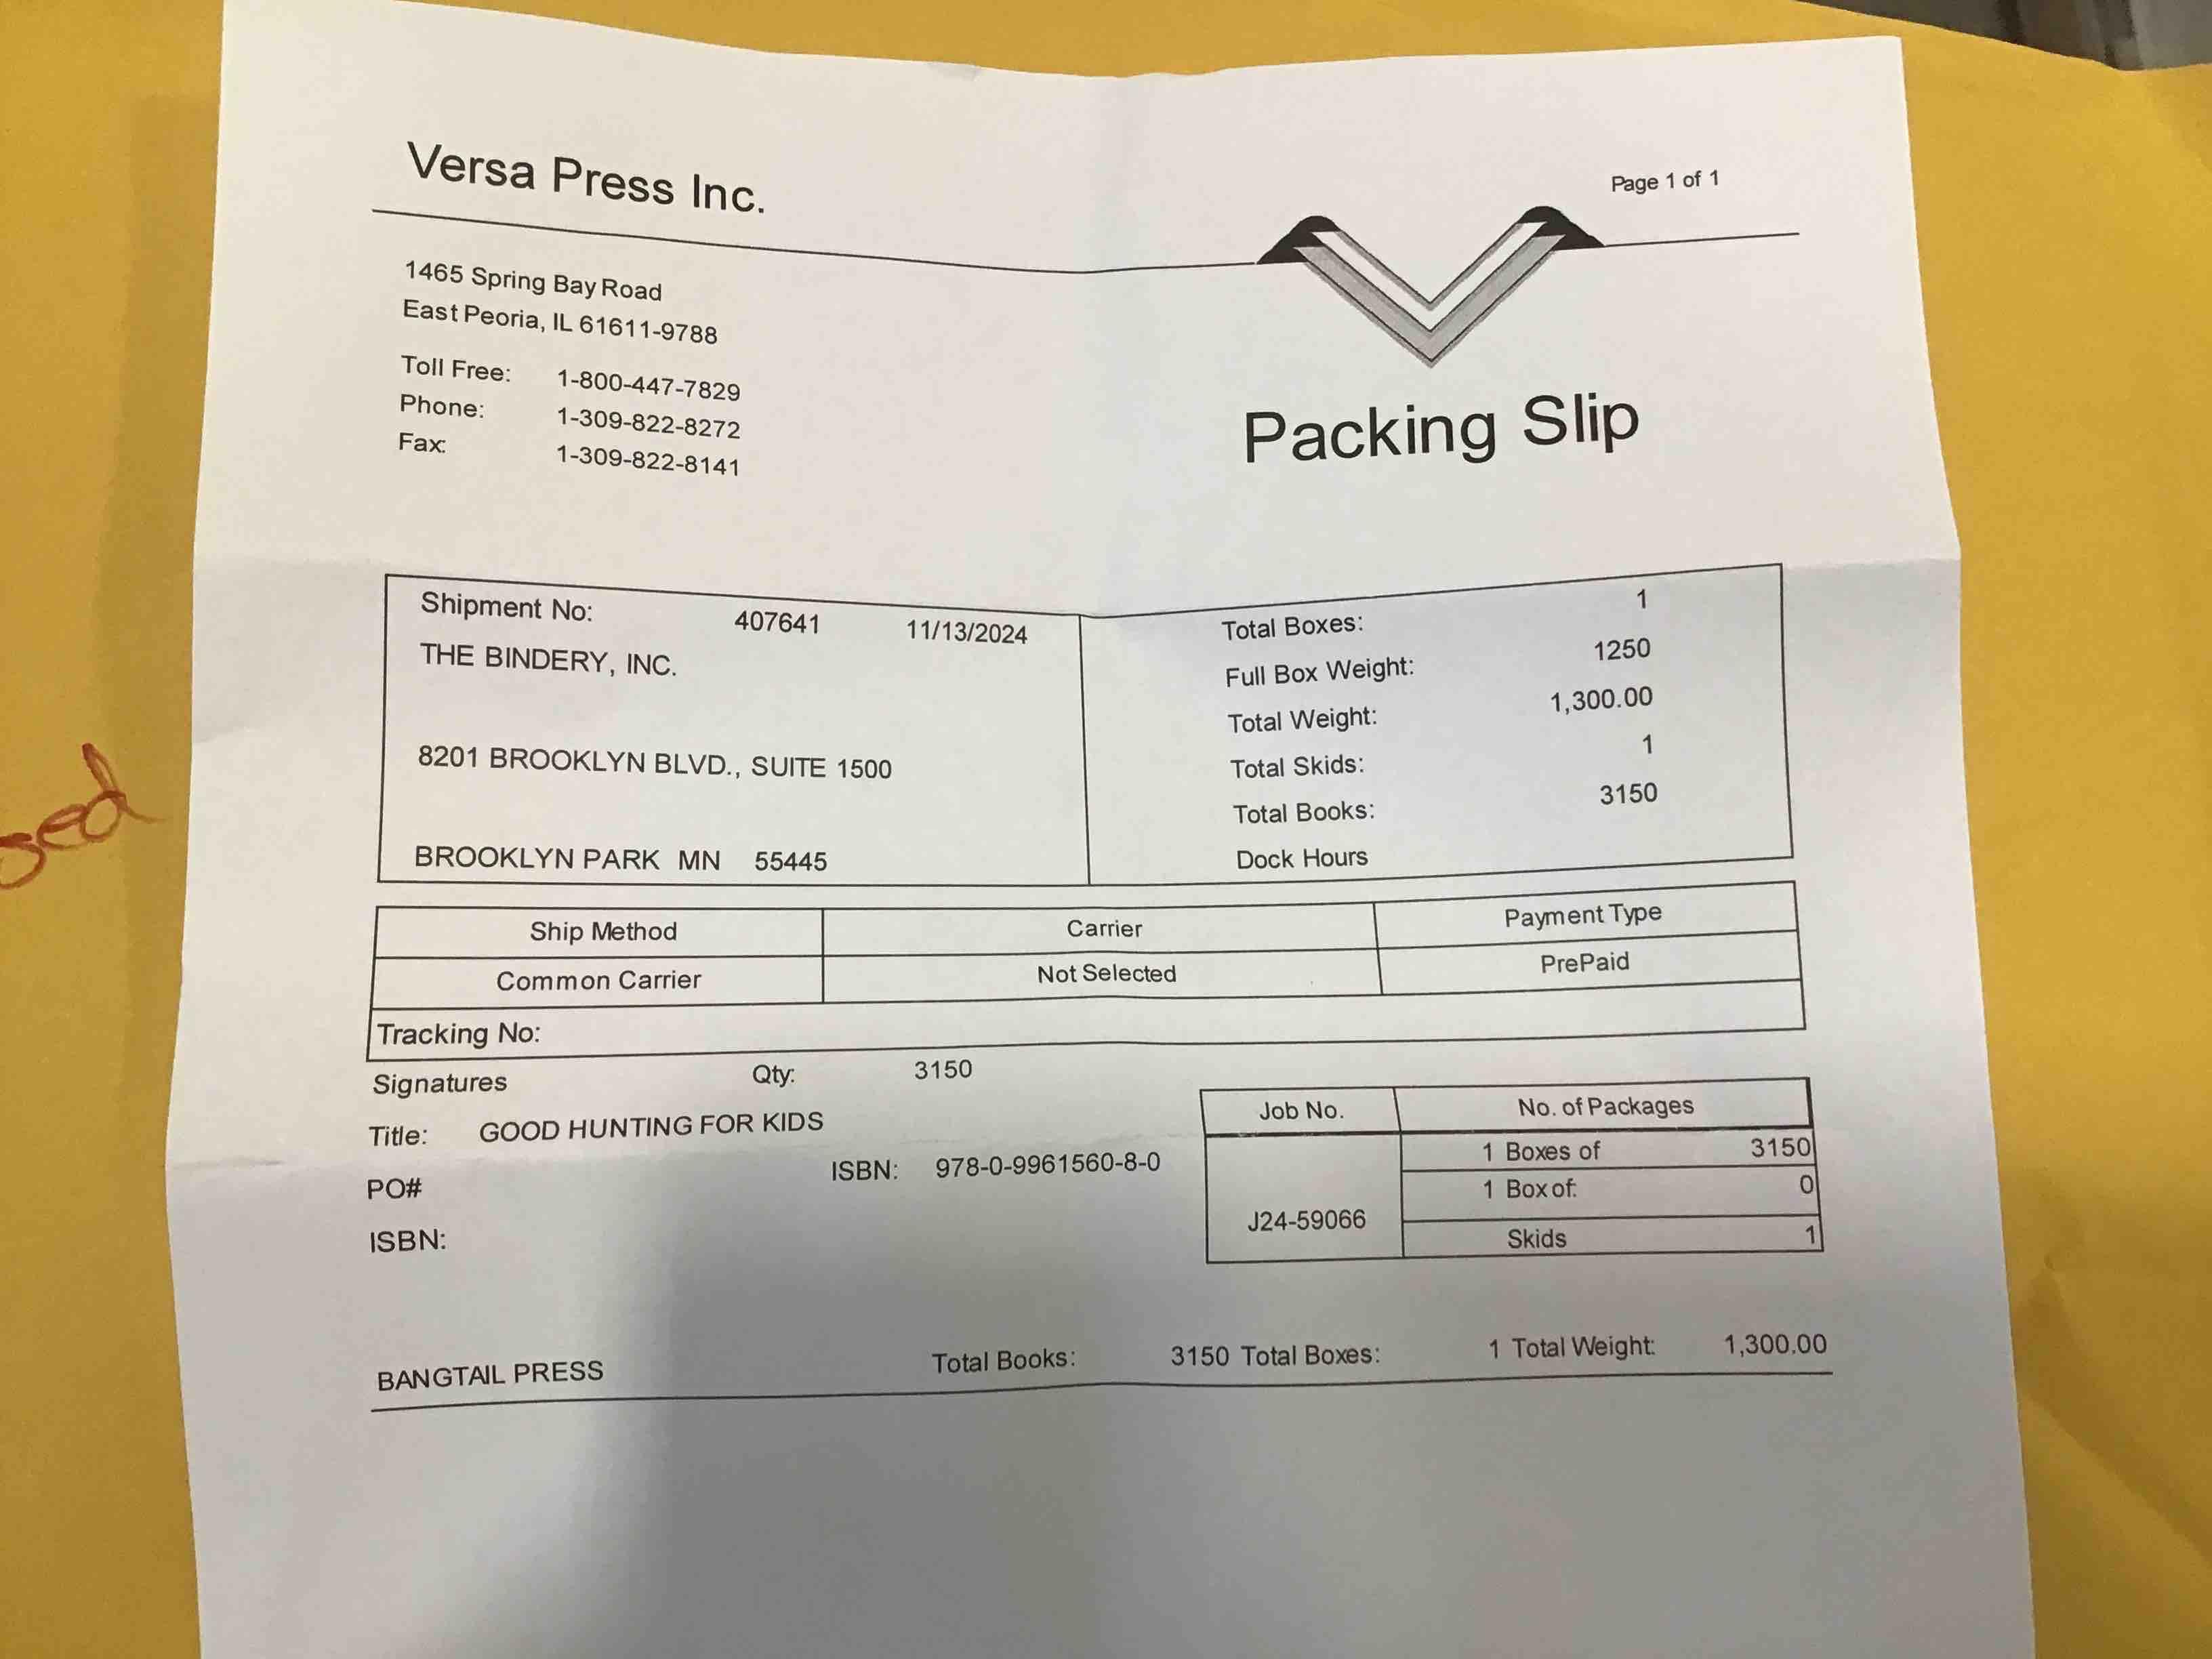 Versa Press Inc.
Page 1 of 1
1465 Spring Bay Road
East Peoria, IL 61611-9788
Toll Free: 1-800-447-7829
Phone: 1-309-822-8272
Fax: 1-309-822-8141
Packing Slip
Shipment No: 407641 11/13/2024
THE BINDERY, INC.
8201 BROOKLYN BLVD., SUITE 1500
BROOKLYN PARK MN 55445
Total Boxes: 1
Full Box Weight: 1250
Total Weight: 1,300.00
Total Skids: 1
Total Books: 3150
Dock Hours
Ship Method Carrier Payment Type
Common Carrier Not Selected PrePaid
Tracking No:
Signatures Qty: 3150
Title: GOOD HUNTING FOR KIDS
PO# ISBN: 978-0-9961560-8-0
ISBN:
Job No. No. of Packages
1 Boxes of 3150
1 Box of: 0
J24-59066
Skids 1
BANGTAIL PRESS Total Books: 3150 Total Boxes: 1 Total Weight: 1,300.00